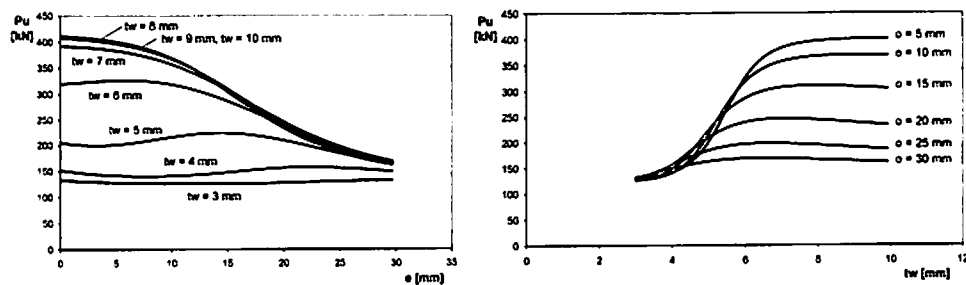 Pu
[kN]
450
400
350
300
250
200
150
100
50
0
tw = 8 mm
tw = 9 mm, tw = 10 mm
tw = 7 mm
tw = 6 mm
tw = 5 mm
tw = 4 mm
tw = 3 mm
0 5 10 15 20 25 30 35
e [mm]
Pu
[kN]
450
400
350
300
250
200
150
100
50
0
e = 5 mm
e = 10 mm
e = 15 mm
e = 20 mm
e = 25 mm
e = 30 mm
0 2 4 6 8 10 12
tw [mm]